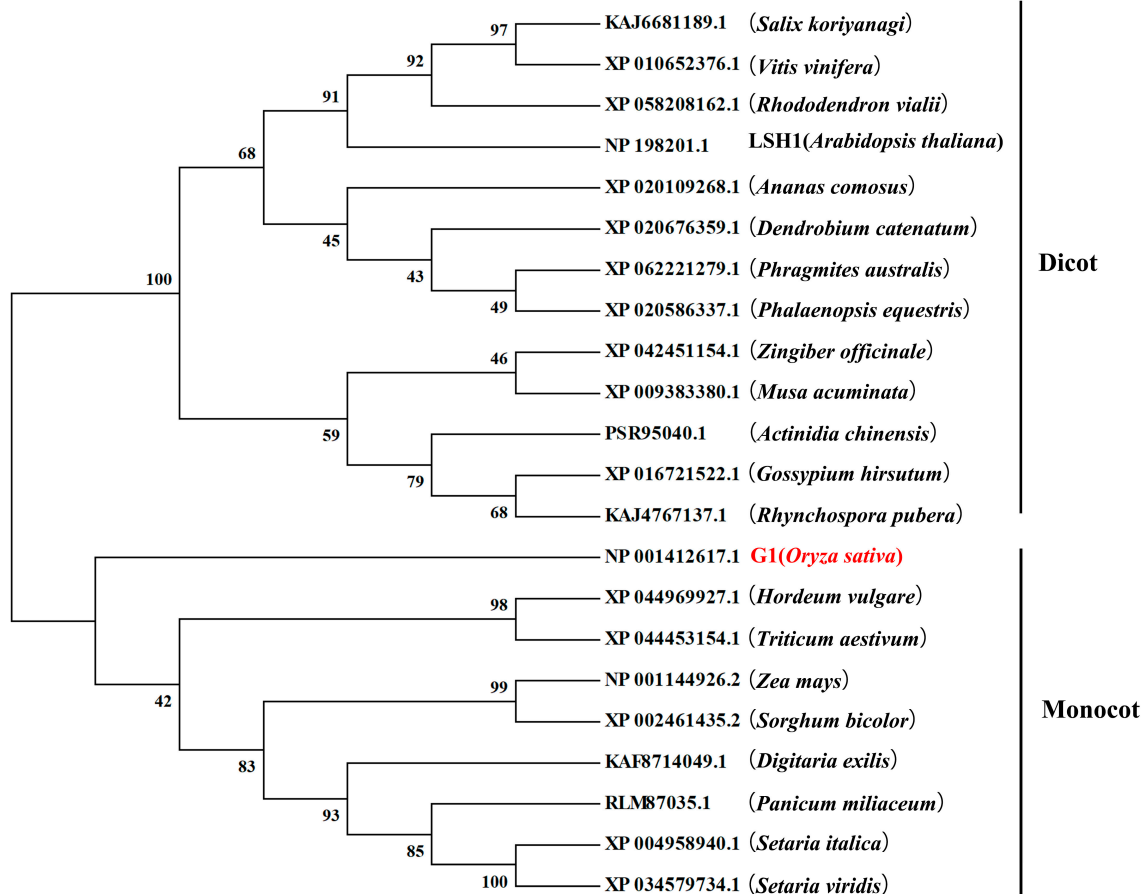 97 KAJ6681189.1 (Salix koriyanagi)
92 XP 010652376.1 (Vitis vinifera)
91 XP 058208162.1 (Rhododendron vialii)
68 NP 198201.1 LSH1(Arabidopsis thaliana)
XP 020109268.1 (Ananas comosus)
45 XP 020676359.1 (Dendrobium catenatum)
43 XP 062221279.1 (Phragmites australis)
Dicot
100
49 XP 020586337.1 (Phalaenopsis equestris)
46 XP 042451154.1 (Zingiber officinale)
XP 009383380.1 (Musa acuminata)
59 PSR95040.1 (Actinidia chinensis)
79 XP 016721522.1 (Gossypium hirsutum)
68 KAJ4767137.1 (Rhynchospora pubera)
NP 001412617.1 G1(Oryza sativa)
98 XP 044969927.1 (Hordeum vulgare)
XP 044453154.1 (Triticum aestivum)
42
99 NP 001144926.2 (Zea mays)
Monocot
XP 002461435.2 (Sorghum bicolor)
83 KAF8714049.1 (Digitaria exilis)
93 RLM87035.1 (Panicum miliaceum)
85 XP 004958940.1 (Setaria italica)
100 XP 034579734.1 (Setaria viridis)